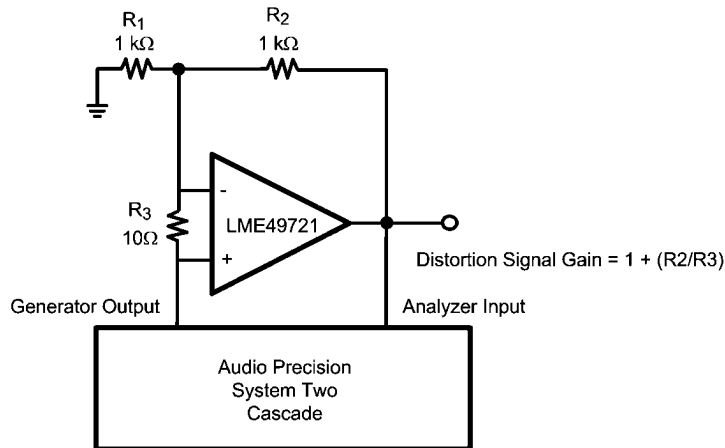 R1
1 kΩ
R2
1 kΩ
R3
10Ω
-
+
LME49721
Distortion Signal Gain = 1 + (R2/R3)
Generator Output
Analyzer Input
Audio Precision
System Two
Cascade